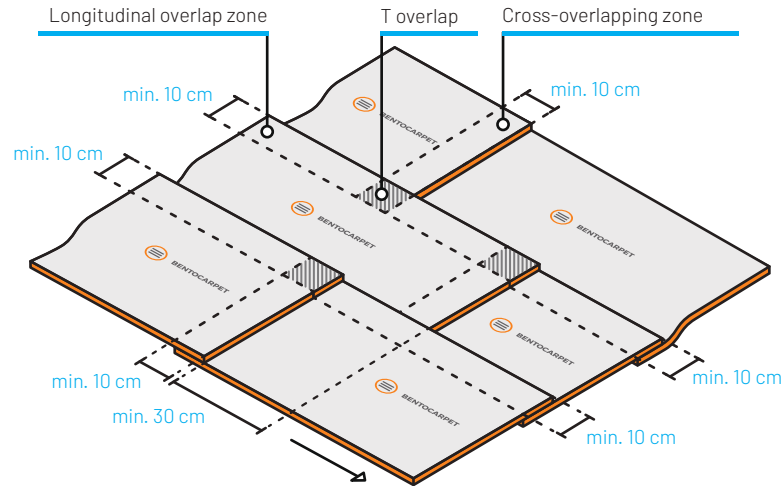 Longitudinal overlap zone
T overlap
Cross-overlapping zone
min. 10 cm
min. 10 cm
min. 10 cm
BENTOCARPET
BENTOCARPET
BENTOCARPET
BENTOCARPET
BENTOCARPET
BENTOCARPET
min. 10 cm
min. 10 cm
min. 30 cm
min. 10 cm